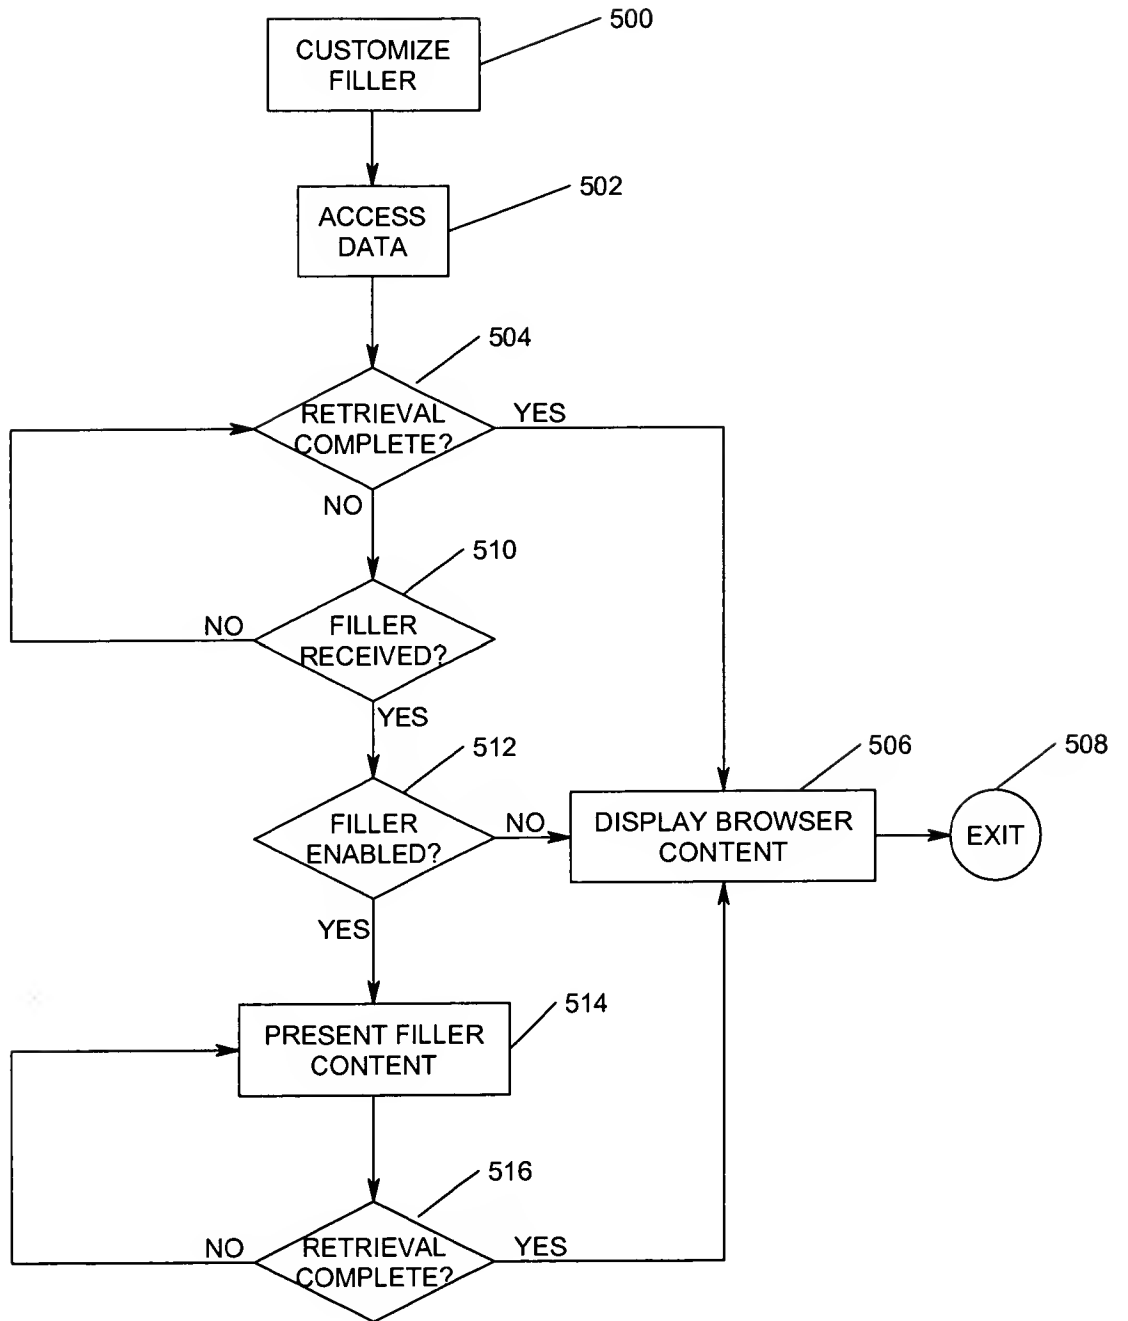 500
CUSTOMIZE
FILLER
502
ACCESS
DATA
504
RETRIEVAL
COMPLETE?
YES
NO
510
FILLER
RECEIVED?
NO
YES
512
FILLER
ENABLED?
NO
506
DISPLAY BROWSER
CONTENT
508
EXIT
YES
514
PRESENT FILLER
CONTENT
516
RETRIEVAL
COMPLETE?
NO
YES